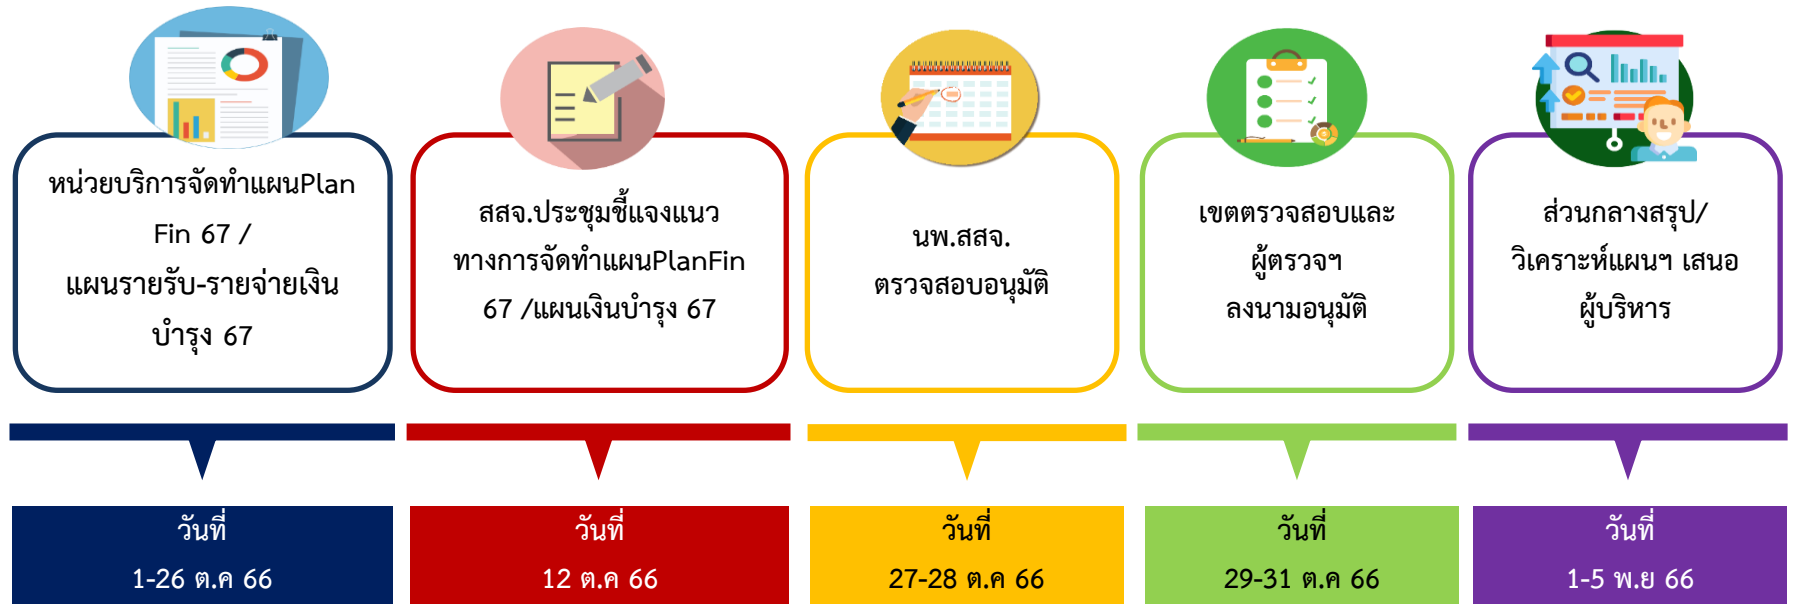 หน่วยบริการจัดทำแผนPlan
Fin 67 /
แผนรายรับ-รายจ่ายเงิน
บำรุง 67
สสจ.ประชุมชี้แจงแนว
ทางการจัดทำแผนPlanFin
67 /แผนเงินบำรุง 67
นพ.สสจ.
ตรวจสอบอนุมัติ
เขตตรวจสอบและ
ผู้ตรวจฯ
ลงนามอนุมัติ
ส่วนกลางสรุป/
วิเคราะห์แผนฯ เสนอ
ผู้บริหาร
วันที่
1-26 ต.ค 66
วันที่
12 ต.ค 66
วันที่
27-28 ต.ค 66
วันที่
29-31 ต.ค 66
วันที่
1-5 พ.ย 66